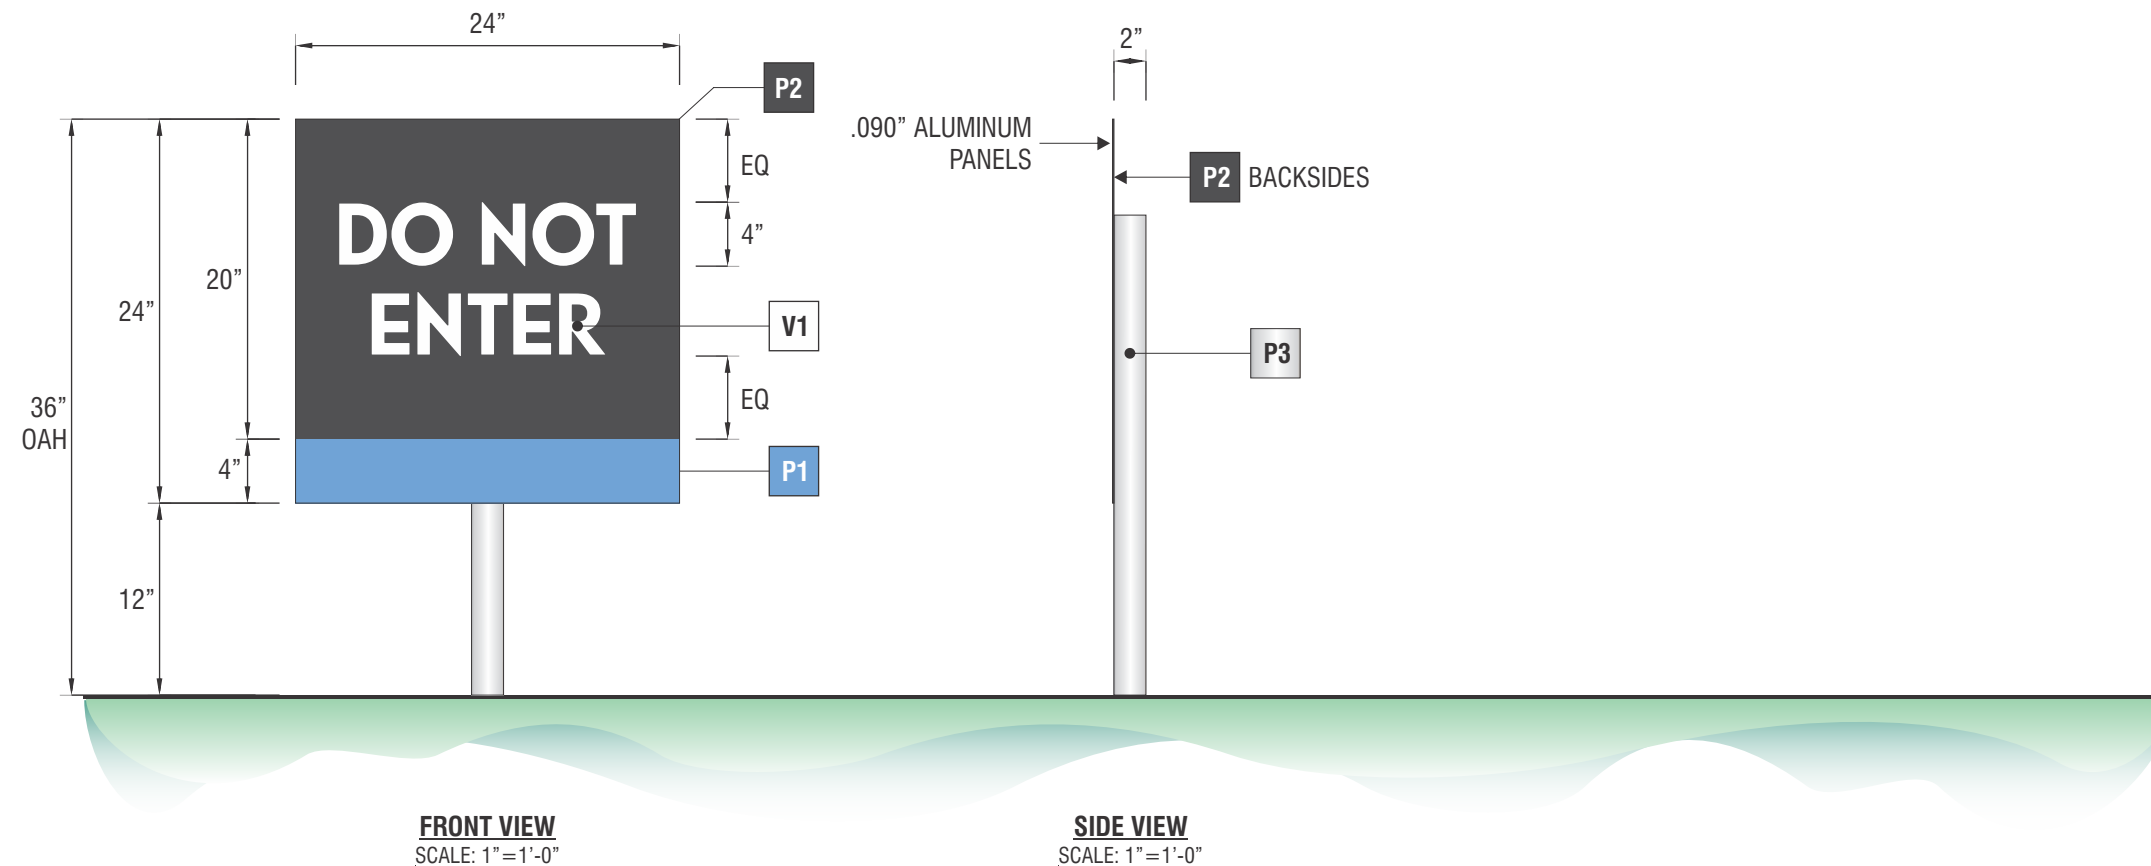 24”
2”
P2
.090” ALUMINUM
PANELS
EQ
P2 BACKSIDES
DO NOT
4”
20”
24”
ENTER
V1
P3
36”
OAH
EQ
4”
P1
12”
FRONT VIEW
SCALE: 1”=1’-0”
SIDE VIEW
SCALE: 1”=1’-0”